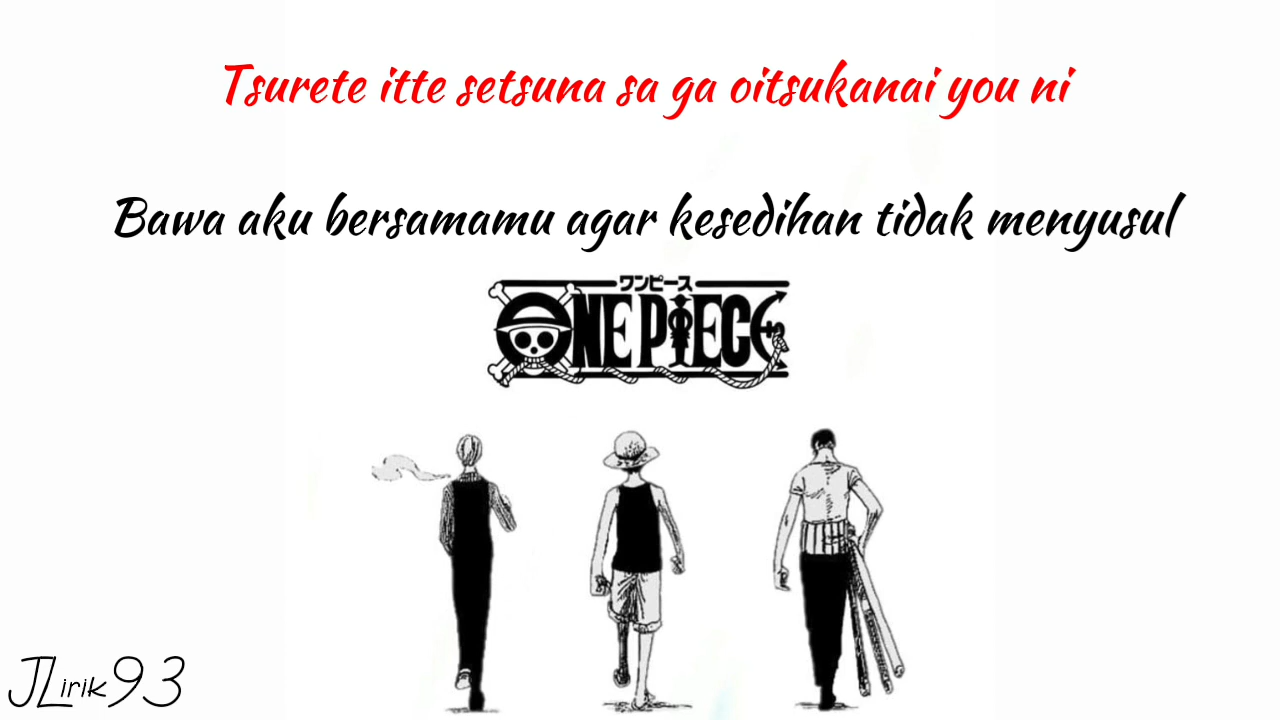 Tsurete itte setsuna sa ga oitsukanai you ni
Bawa aku bersamamu agar kesedihan tidak menyusul
ワンピース
ONE PIECE
JLirik93